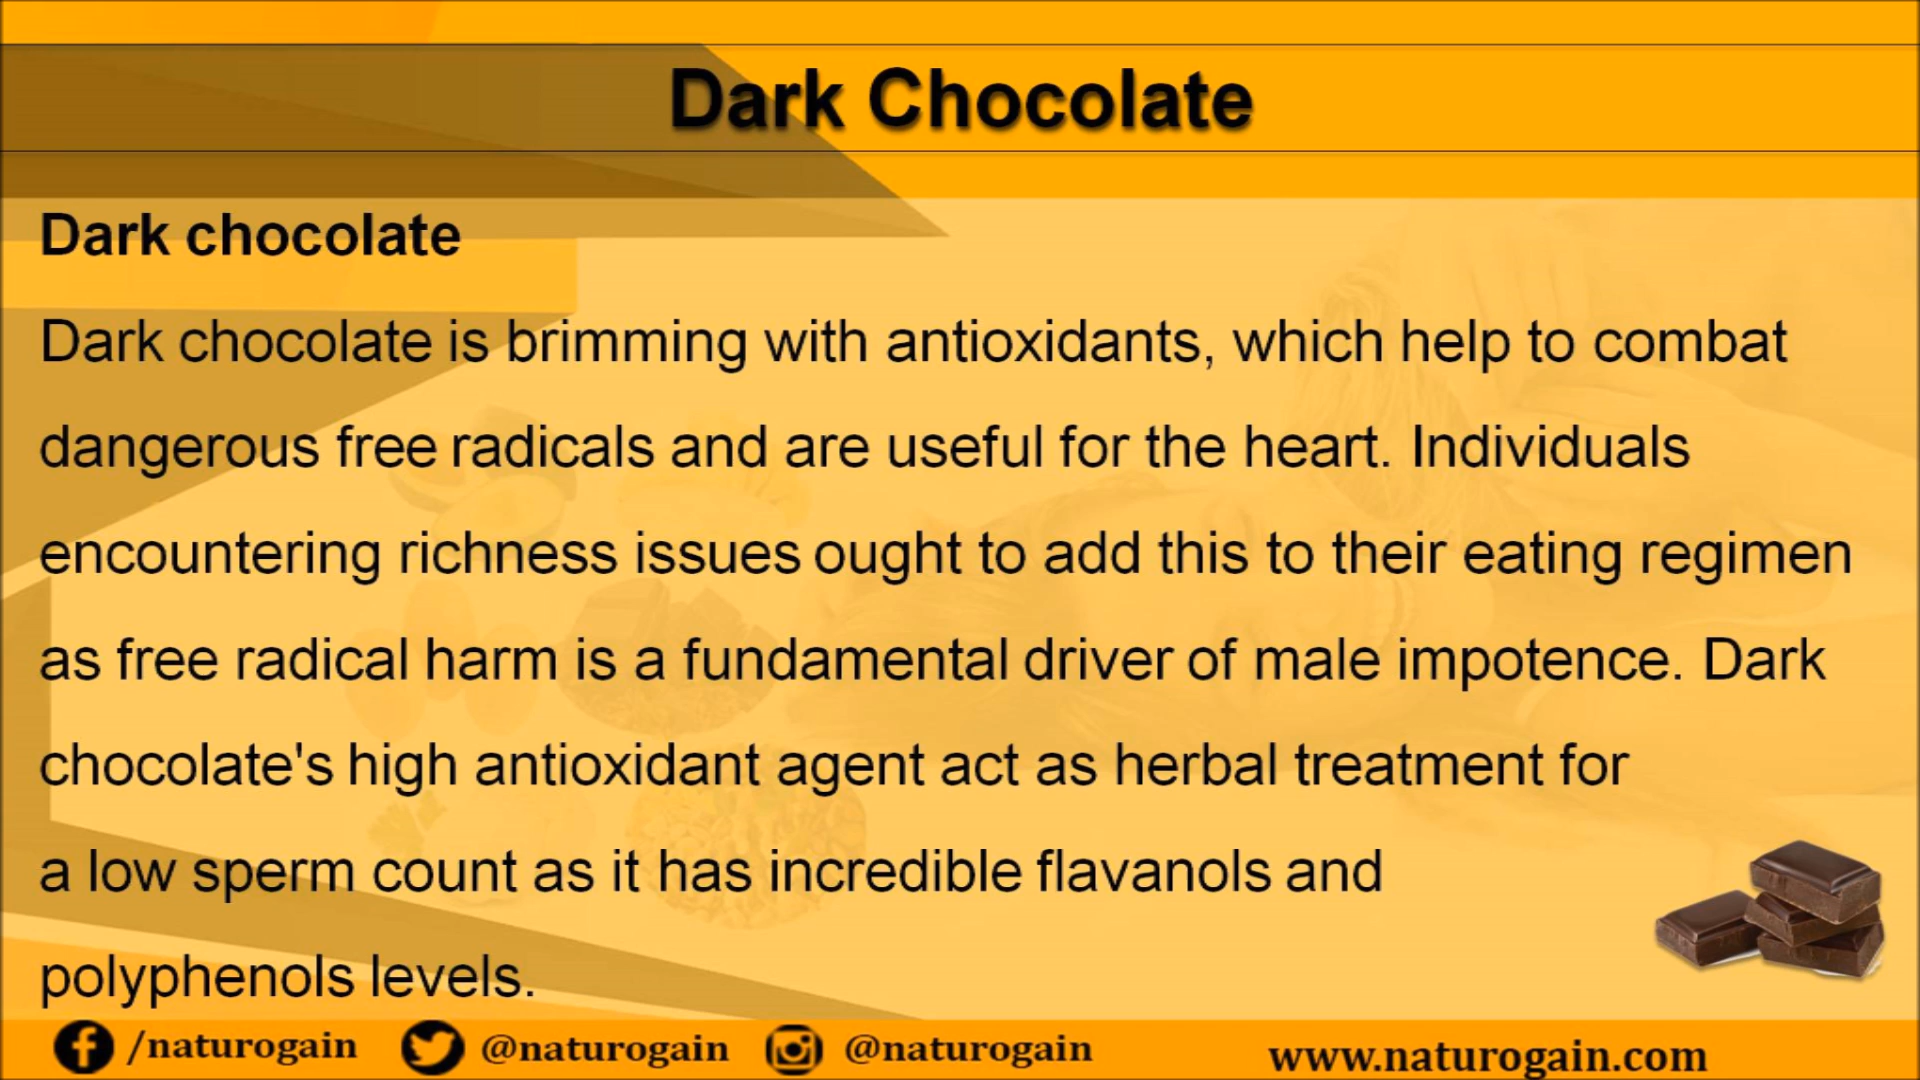 Dark Chocolate
Dark chocolate
Dark chocolate is brimming with antioxidants, which help to combat
dangerous free radicals and are useful for the heart. Individuals
encountering richness issues ought to add this to their eating regimen
as free radical harm is a fundamental driver of male impotence. Dark
chocolate's high antioxidant agent act as herbal treatment for
a low sperm count as it has incredible flavanols and
polyphenols levels.
/naturogain @naturogain @naturogain www.naturogain.com